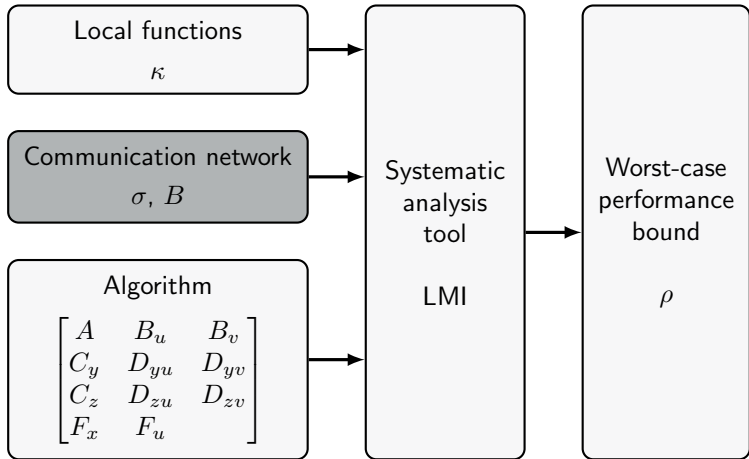 Local functions
κ
Communication network
σ, B
Algorithm
A B_u B_v
C_y D_yu D_yv
C_z D_zu D_zv
F_x F_u
Systematic
analysis
tool
LMI
Worst-case
performance
bound
ρ